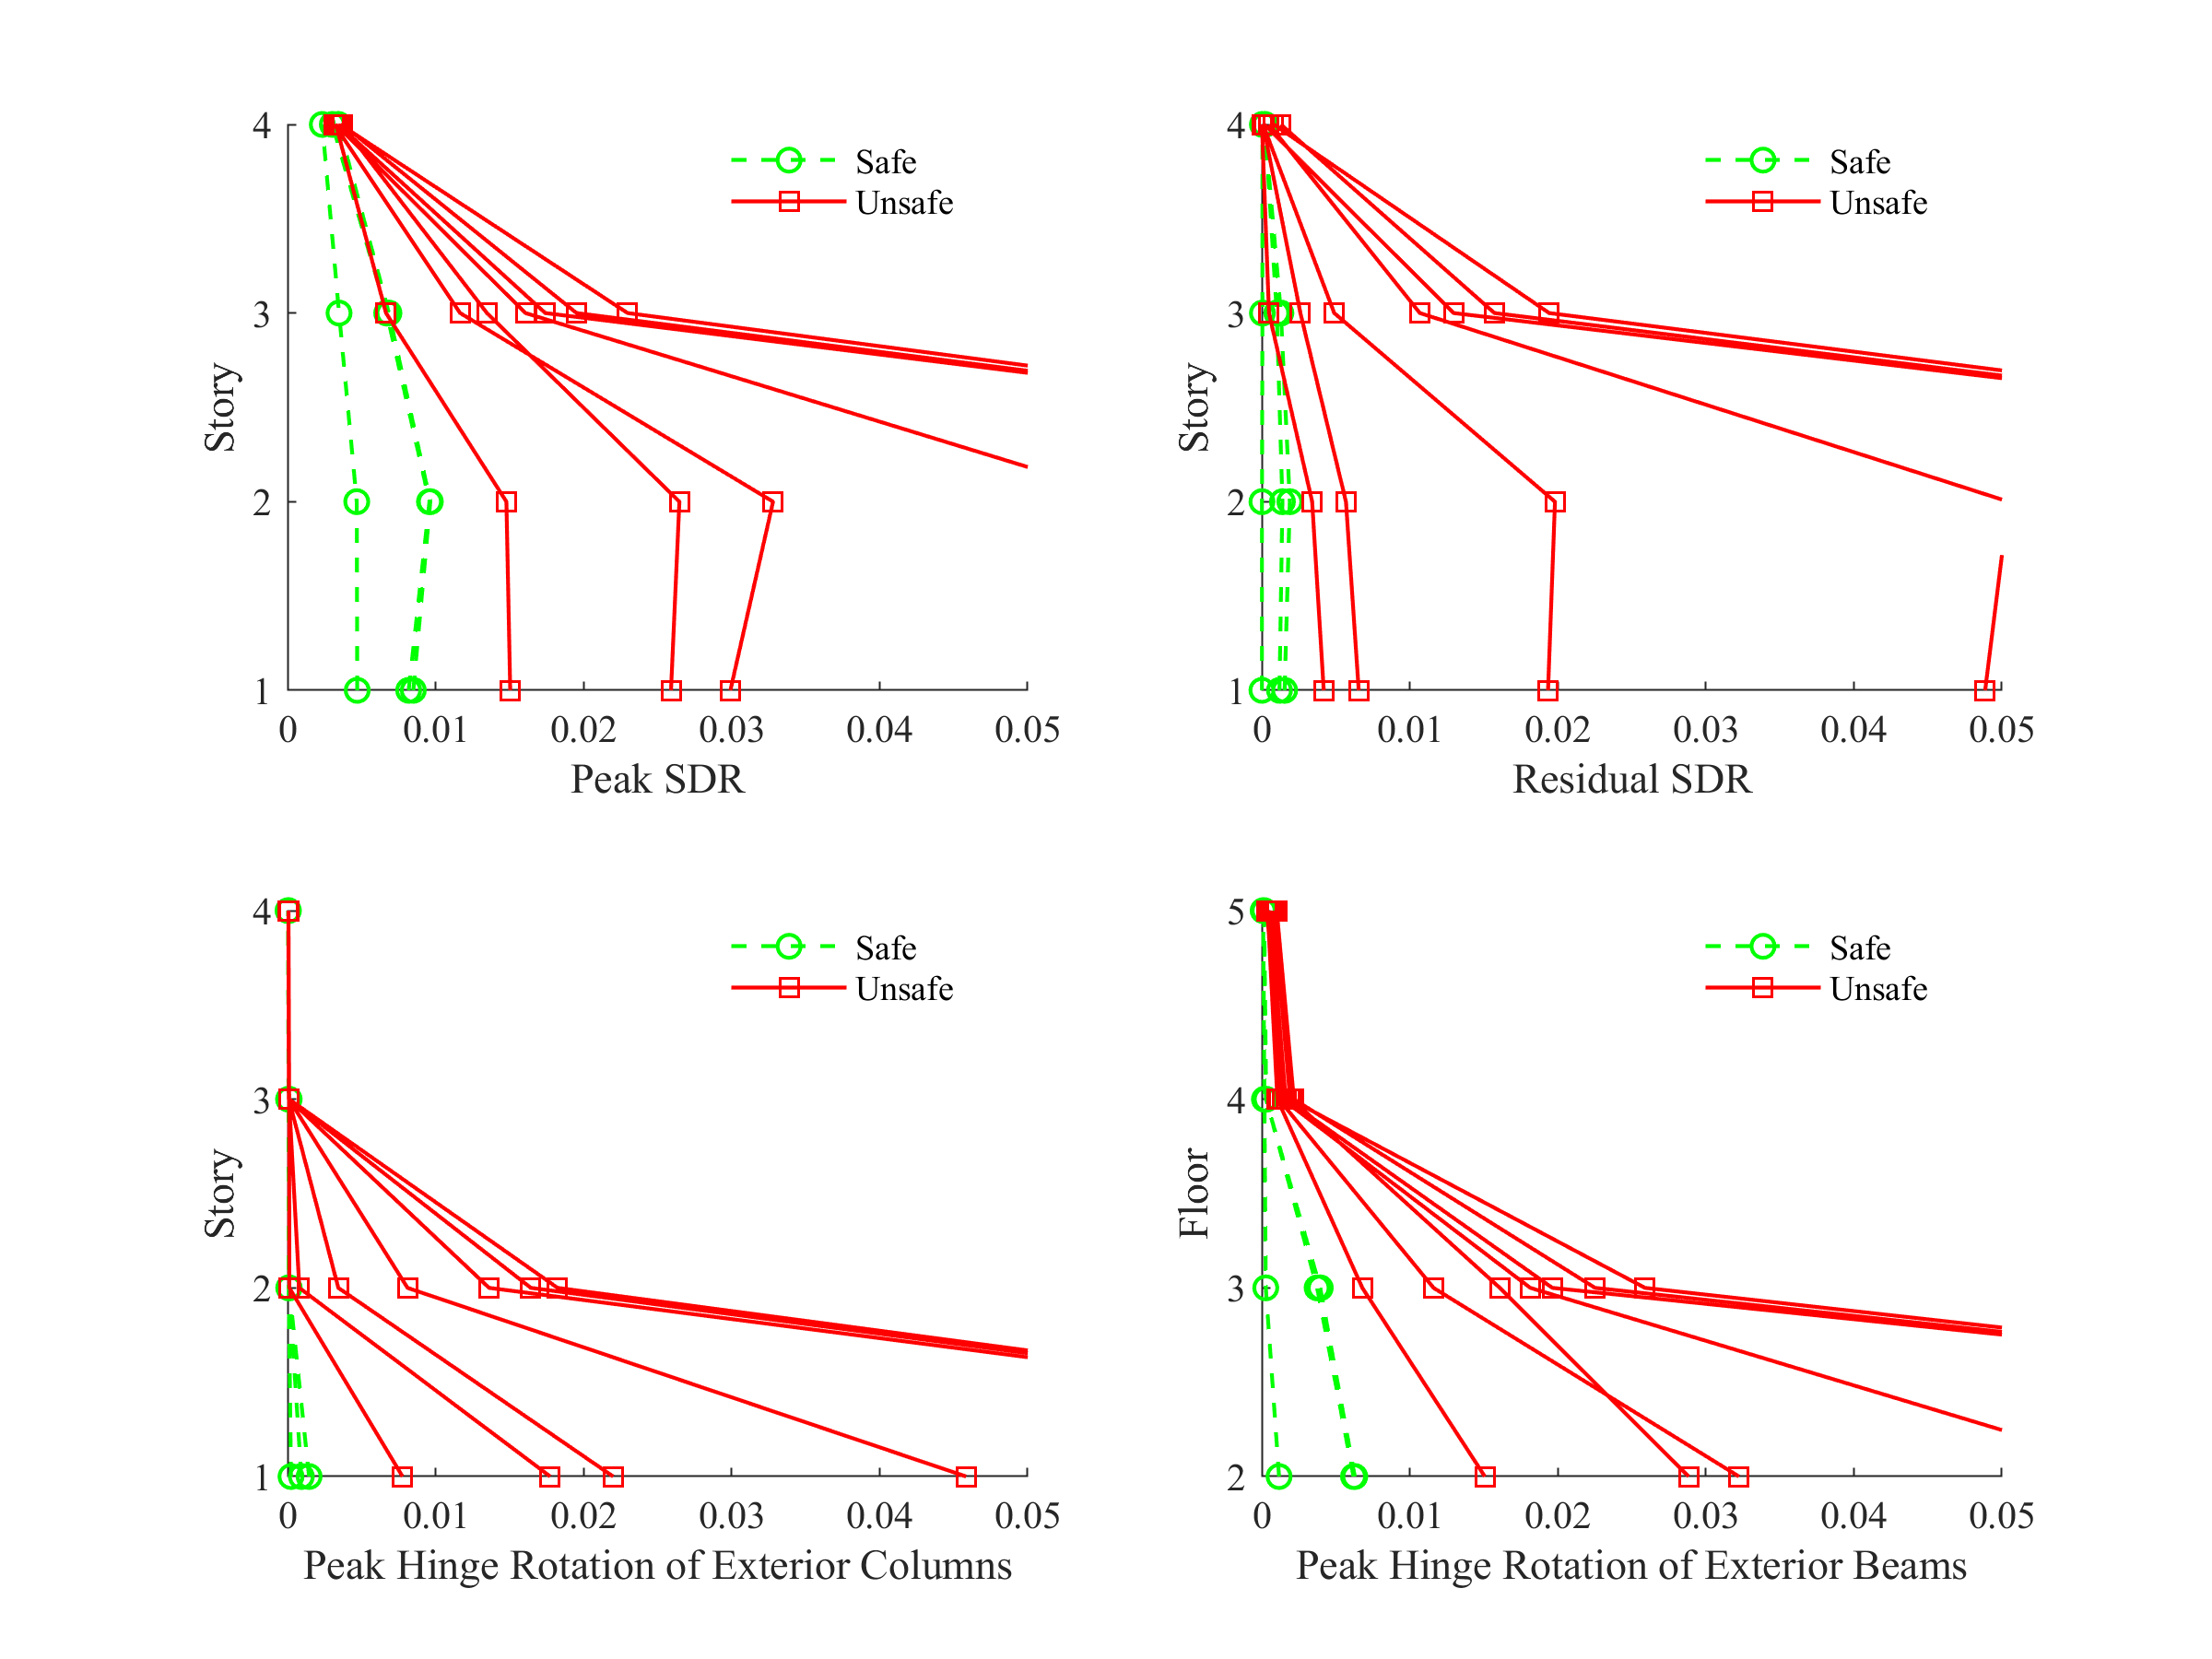 4
3
2
1
Story
0 0.01 0.02 0.03 0.04 0.05
Peak SDR
Safe
Unsafe
4
3
2
1
Story
0 0.01 0.02 0.03 0.04 0.05
Residual SDR
Safe
Unsafe
4
3
2
1
Story
0 0.01 0.02 0.03 0.04 0.05
Peak Hinge Rotation of Exterior Columns
Safe
Unsafe
5
4
3
2
Floor
0 0.01 0.02 0.03 0.04 0.05
Peak Hinge Rotation of Exterior Beams
Safe
Unsafe